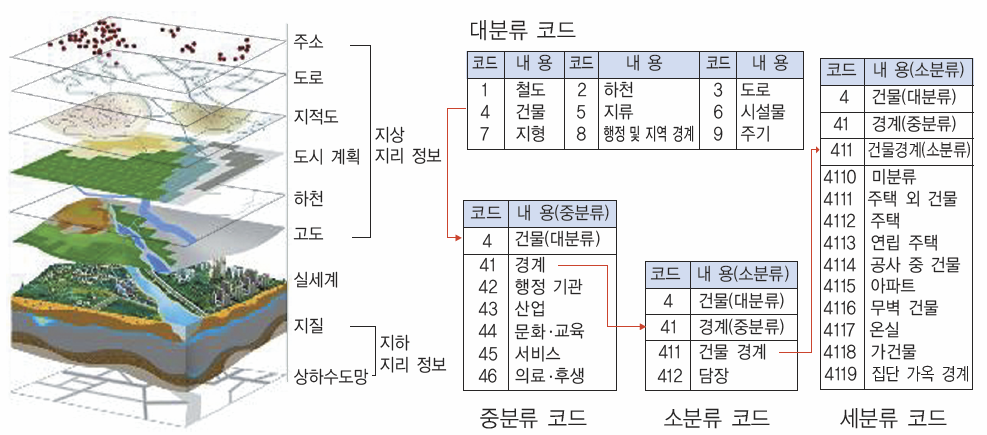 주소
도로
지적도
도시 계획
하천
고도
지상
지리 정보
실세계
지질
상하수도망
지하
지리 정보
대분류 코드
코드 내 용 코드 내 용 코드 내 용
1 철도 2 하천 3 도로
4 건물 5 지류 6 시설물
7 지형 8 행정 및 지역 경계 9 주기
코드 내 용(중분류)
4 건물(대분류)
41 경계
42 행정 기관
43 산업
44 문화·교육
45 서비스
46 의료·후생
중분류 코드
코드 내 용(소분류)
4 건물(대분류)
41 경계(중분류)
411 건물 경계
412 담장
소분류 코드
코드 내 용(소분류)
4 건물(대분류)
41 경계(중분류)
411 건물경계(소분류)
4110 미분류
4111 주택 외 건물
4112 주택
4113 연립 주택
4114 공사 중 건물
4115 아파트
4116 무벽 건물
4117 온실
4118 가건물
4119 집단 가옥 경계
세분류 코드